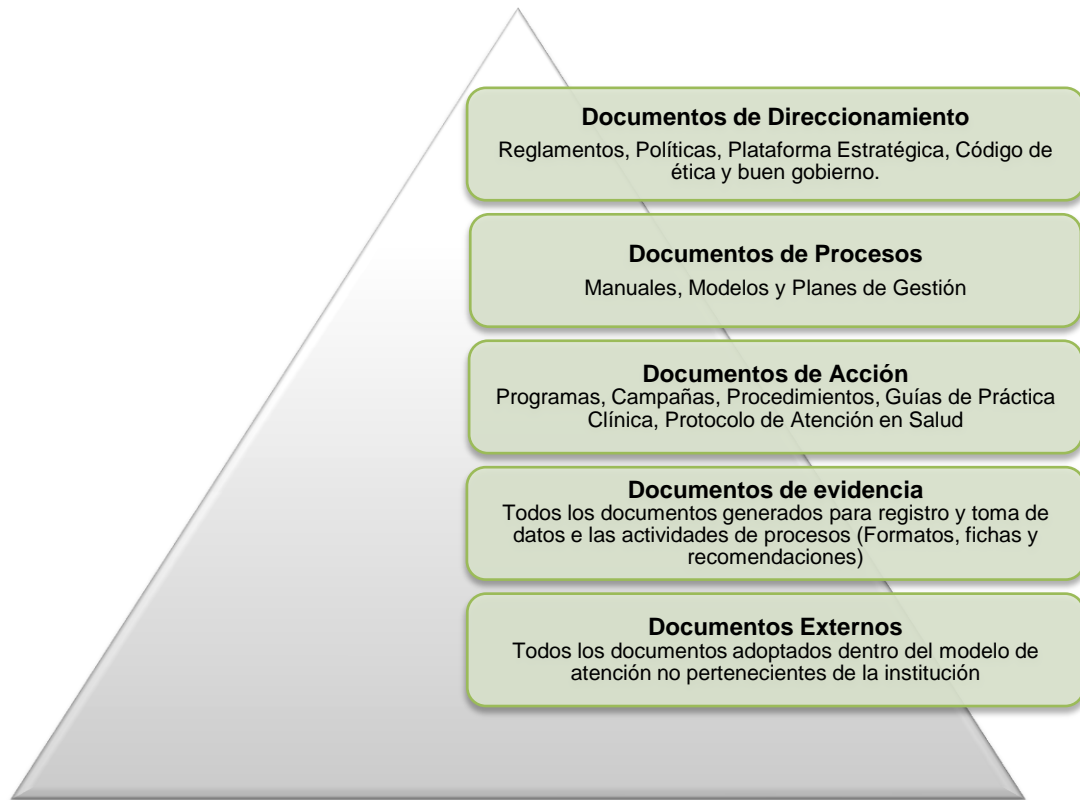 Documentos de Direccionamiento
Reglamentos, Políticas, Plataforma Estratégica, Código de
ética y buen gobierno.
Documentos de Procesos
Manuales, Modelos y Planes de Gestión
Documentos de Acción
Programas, Campañas, Procedimientos, Guías de Práctica
Clínica, Protocolo de Atención en Salud
Documentos de evidencia
Todos los documentos generados para registro y toma de
datos e las actividades de procesos (Formatos, fichas y
recomendaciones)
Documentos Externos
Todos los documentos adoptados dentro del modelo de
atención no pertenecientes de la institución